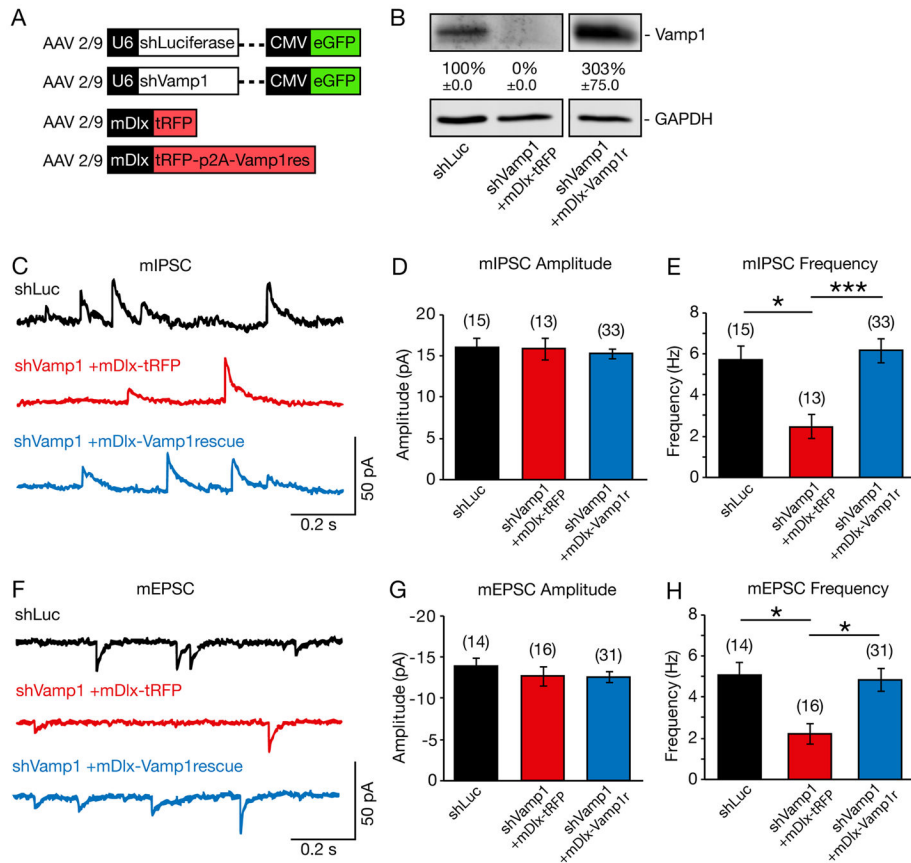 A
AAV 2/9 U6 shLuciferase CMV eGFP
AAV 2/9 U6 shVamp1 CMV eGFP
AAV 2/9 mDlx tRFP
AAV 2/9 mDlx tRFP-p2A-Vamp1res
B
- Vamp1
100% 0% 303%
±0.0 ±0.0 ±75.0
- GAPDH
shLuc
shVamp1
+mDlx-tRFP
shVamp1
+mDlx-Vamp1r
C mIPSC
shLuc
shVamp1 +mDlx-tRFP
shVamp1 +mDlx-Vamp1rescue
50 pA
0.2 s
D mIPSC Amplitude
Amplitude (pA)
20
15
10
5
0
(15) (13) (33)
shLuc
shVamp1
+mDlx-tRFP
shVamp1
+mDlx-Vamp1r
E mIPSC Frequency
Frequency (Hz)
8
6
4
2
0
* ***
(15) (13) (33)
shLuc
shVamp1
+mDlx-tRFP
shVamp1
+mDlx-Vamp1r
F mEPSC
shLuc
shVamp1 +mDlx-tRFP
shVamp1 +mDlx-Vamp1rescue
50 pA
0.2 s
G mEPSC Amplitude
Amplitude (pA)
-20
-15
-10
-5
0
(14) (16) (31)
shLuc
shVamp1
+mDlx-tRFP
shVamp1
+mDlx-Vamp1r
H mEPSC Frequency
Frequency (Hz)
8
6
4
2
0
* *
(14) (16) (31)
shLuc
shVamp1
+mDlx-tRFP
shVamp1
+mDlx-Vamp1r